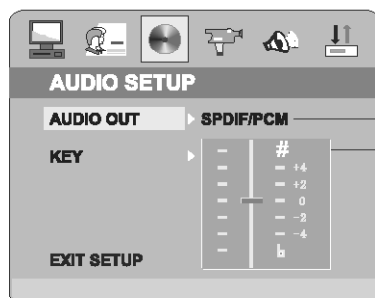 AUDIO SETUP
AUDIO OUT SPDIF/PCM
KEY #
+4
+2
0
-2
-4
b
EXIT SETUP